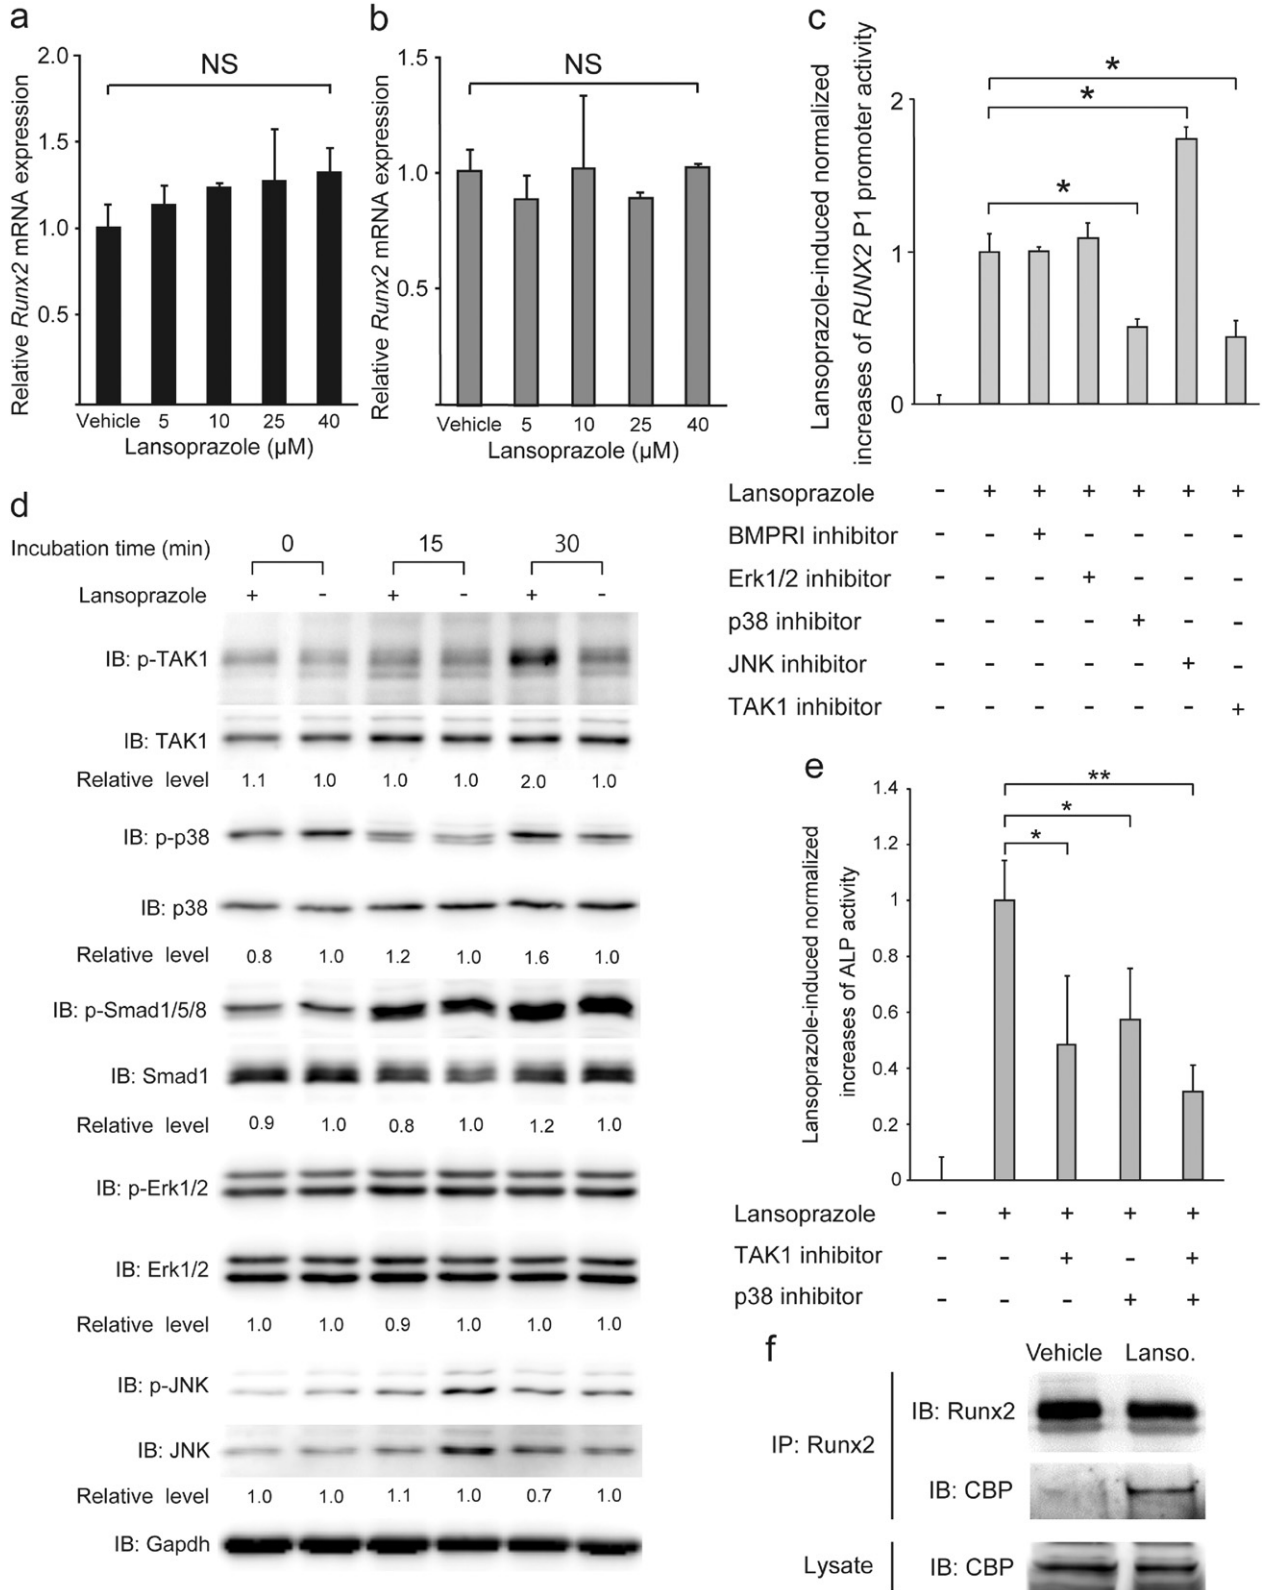 a
Relative Runx2 mRNA expression
2.0
1.5
1.0
0.5
NS
Vehicle 5 10 25 40
Lansoprazole (µM)
b
Relative Runx2 mRNA expression
1.5
1.0
0.5
NS
Vehicle 5 10 25 40
Lansoprazole (µM)
c
Lansoprazole-induced normalized
increases of RUNX2 P1 promoter activity
2
1
0
*
*
*
Lansoprazole - + + + + + +
BMPRI inhibitor - - + - - - -
Erk1/2 inhibitor - - - + - - -
p38 inhibitor - - - - + - -
JNK inhibitor - - - - - + -
TAK1 inhibitor - - - - - - +
d
Incubation time (min) 0 15 30
Lansoprazole + - + - + -
IB: p-TAK1
IB: TAK1
Relative level 1.1 1.0 1.0 1.0 2.0 1.0
IB: p-p38
IB: p38
Relative level 0.8 1.0 1.2 1.0 1.6 1.0
IB: p-Smad1/5/8
IB: Smad1
Relative level 0.9 1.0 0.8 1.0 1.2 1.0
IB: p-Erk1/2
IB: Erk1/2
Relative level 1.0 1.0 0.9 1.0 1.0 1.0
IB: p-JNK
IB: JNK
Relative level 1.0 1.0 1.1 1.0 0.7 1.0
IB: Gapdh
e
Lansoprazole-induced normalized
increases of ALP activity
1.4
1.2
1
0.8
0.6
0.4
0.2
0
**
*
*
Lansoprazole - + + + +
TAK1 inhibitor - - + - +
p38 inhibitor - - - + +
f
Vehicle Lanso.
IP: Runx2
IB: Runx2
IB: CBP
Lysate IB: CBP